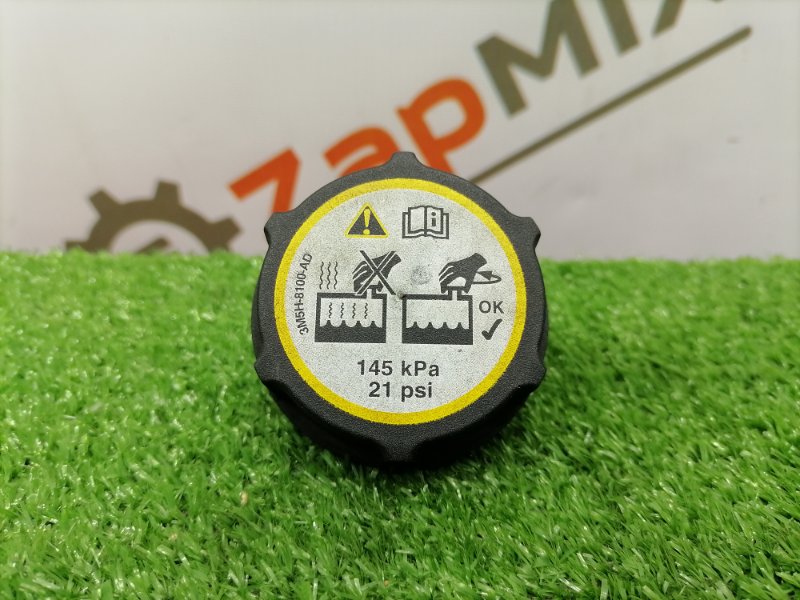 ZapMIX
3M5H-8100-AD
OK
145 kPa
21 psi